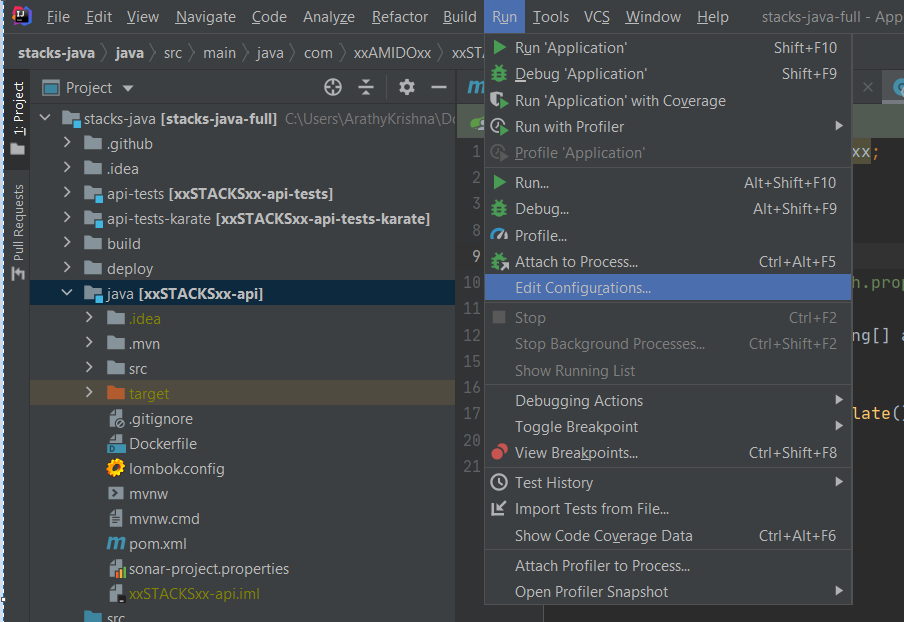 File Edit View Navigate Code Analyze Refactor Build Run Tools VCS Window Help stacks-java-full - App
stacks-java java src main java com xxAMIDOxx xxSTA
1: Project
Pull Requests
Project
stacks-java [stacks-java-full] C:\Users\ArathyKrishna\Do
.github
.idea
api-tests [xxSTACKSxx-api-tests]
api-tests-karate [xxSTACKSxx-api-tests-karate]
build
deploy
java [xxSTACKSxx-api]
.idea
.mvn
src
target
.gitignore
Dockerfile
lombok.config
mvnw
mvnw.cmd
pom.xml
sonar-project.properties
xxSTACKSxx-api.iml
src
m
1
2
3
8
9
10
11
12
15
16
17
20
21
Run 'Application' Shift+F10
Debug 'Application' Shift+F9
Run 'Application' with Coverage
Run with Profiler
Profile 'Application'
Run... Alt+Shift+F10
Debug... Alt+Shift+F9
Profile...
Attach to Process... Ctrl+Alt+F5
Edit Configurations...
Stop Ctrl+F2
Stop Background Processes... Ctrl+Shift+F2
Show Running List
Debugging Actions
Toggle Breakpoint
View Breakpoints... Ctrl+Shift+F8
Test History
Import Tests from File...
Show Code Coverage Data Ctrl+Alt+F6
Attach Profiler to Process...
Open Profiler Snapshot
xx;
h.prop
ng[] a
late()